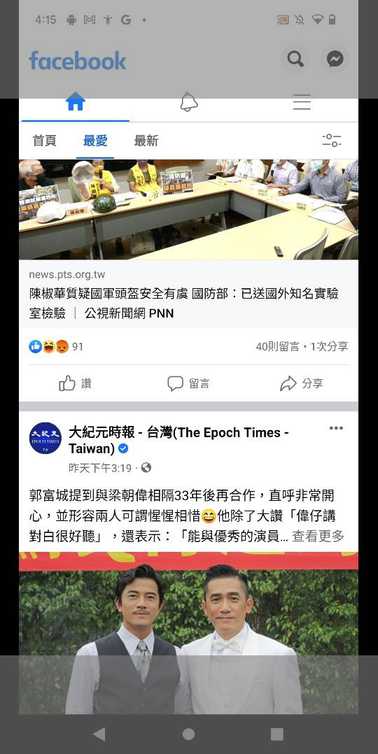 4:15
facebook
首頁 最愛 最新
news.pts.org.tw
陳椒華質疑國軍頭盔安全有虞 國防部：已送國外知名實驗
室檢驗 ｜ 公視新聞網 PNN
91 40則留言・1次分享
讚 留言 分享
大紀元時報 - 台灣(The Epoch Times -
Taiwan)
昨天下午3:19 ·
郭富城提到與梁朝偉相隔33年後再合作，直呼非常開
心，並形容兩人可謂惺惺相惜😄他除了大讚「偉仔講
對白很好聽」，還表示：「能與優秀的演員... 查看更多